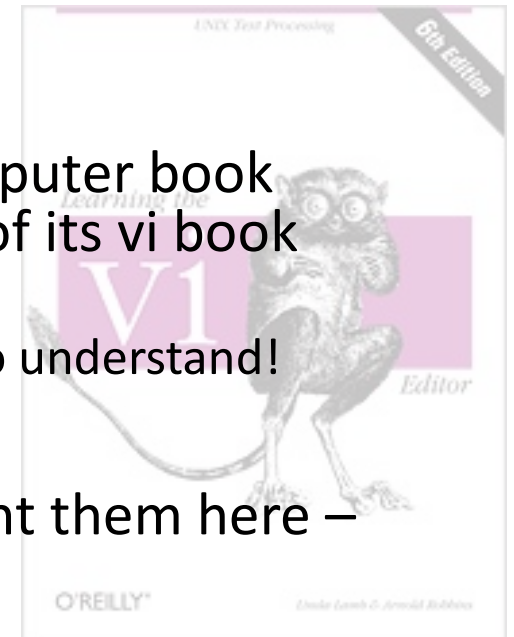 UNIX Text Processing
6th Edition
puter book
Learning the
of its vi book
vi
o understand!
Editor
nt them here –
O'REILLY®
Linda Lamb & Arnold Robbins